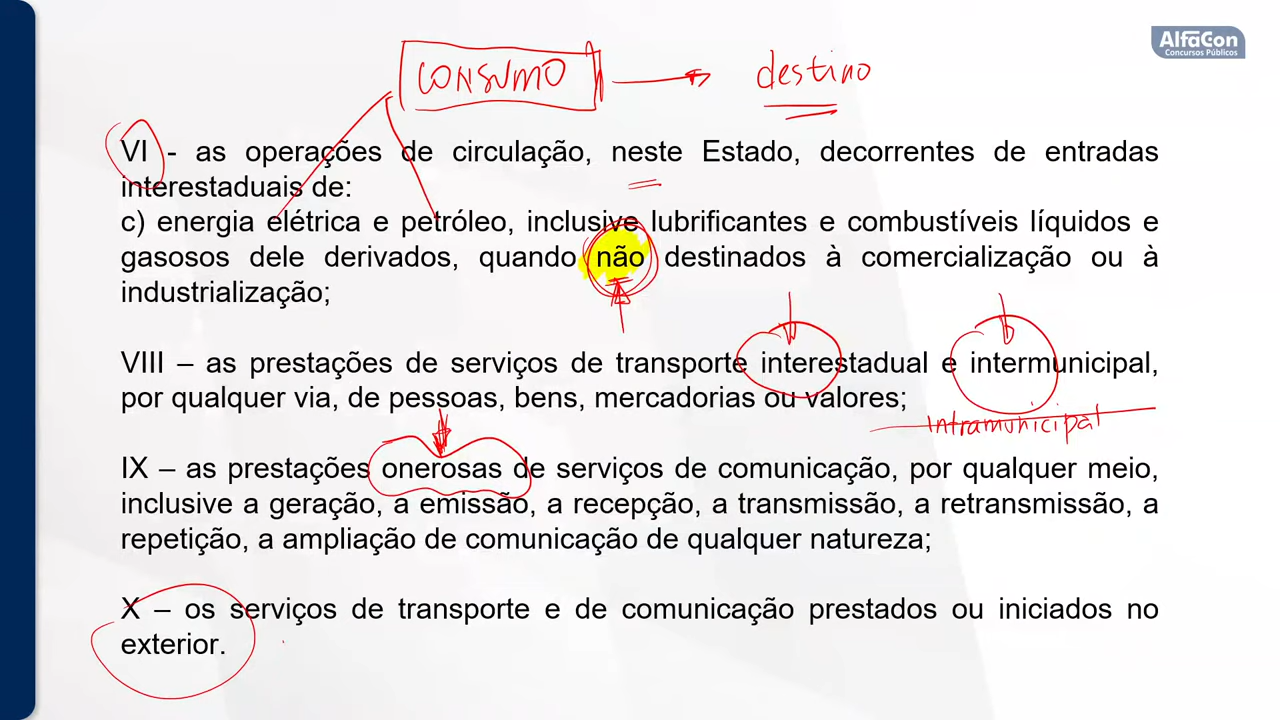 AlfaCon
Concursos Públicos
CONSUMO destino
VI - as operações de circulação, neste Estado, decorrentes de entradas
interestaduais de:
c) energia elétrica e petróleo, inclusive lubrificantes e combustíveis líquidos e
gasosos dele derivados, quando não destinados à comercialização ou à
industrialização;
VIII – as prestações de serviços de transporte interestadual e intermunicipal,
por qualquer via, de pessoas, bens, mercadorias ou valores;
intramunicipal
IX – as prestações onerosas de serviços de comunicação, por qualquer meio,
inclusive a geração, a emissão, a recepção, a transmissão, a retransmissão, a
repetição, a ampliação de comunicação de qualquer natureza;
X – os serviços de transporte e de comunicação prestados ou iniciados no
exterior.